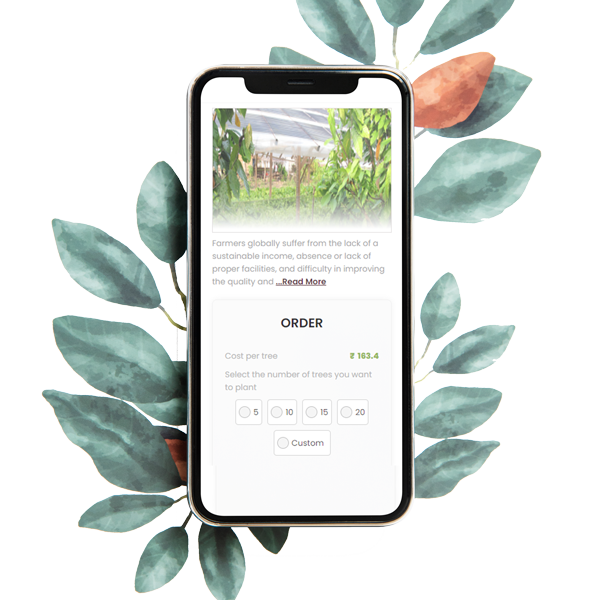 Farmers globally suffer from the lack of a
sustainable income, absence or lack of
proper facilities, and difficulty in improving
the quality and ...Read More
ORDER
Cost per tree ₹ 163.4
Select the number of trees you want
to plant
5 10 15 20
Custom